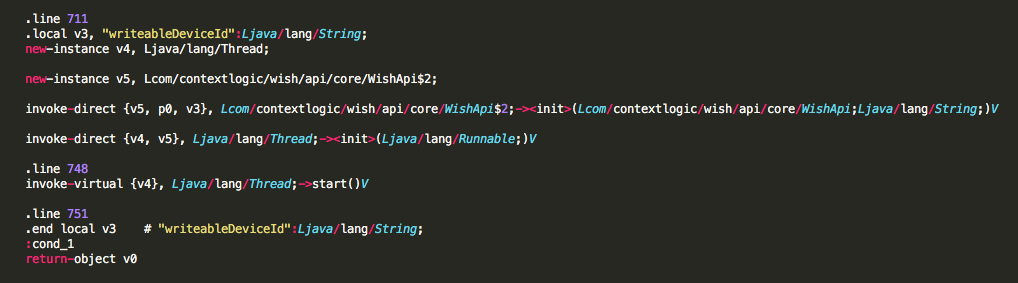 .line 711
.local v3, "writeableDeviceId":Ljava/lang/String;
new-instance v4, Ljava/lang/Thread;
new-instance v5, Lcom/contextlogic/wish/api/core/WishApi$2;
invoke-direct {v5, p0, v3}, Lcom/contextlogic/wish/api/core/WishApi$2;-><init>(Lcom/contextlogic/wish/api/core/WishApi;Ljava/lang/String;)V
invoke-direct {v4, v5}, Ljava/lang/Thread;-><init>(Ljava/lang/Runnable;)V
.line 748
invoke-virtual {v4}, Ljava/lang/Thread;->start()V
.line 751
.end local v3    # "writeableDeviceId":Ljava/lang/String;
:cond_1
return-object v0